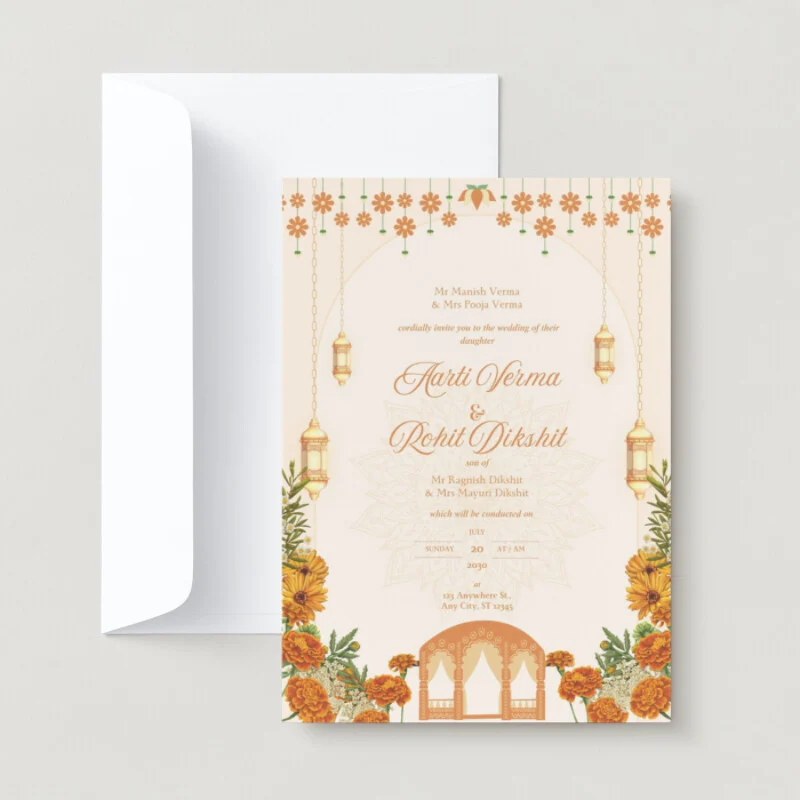 Mr Manish Verma
& Mrs Pooja Verma
cordially invite you to the wedding of their
daughter
Aarti Verma
&
Rohit Dikshit
son of
Mr Ragnish Dikshit
& Mrs Mayuri Dikshit
which will be conducted on
JULY
SUNDAY 20 AT 7 AM
2030
at
123 Anywhere St.,
Any City, ST 12345